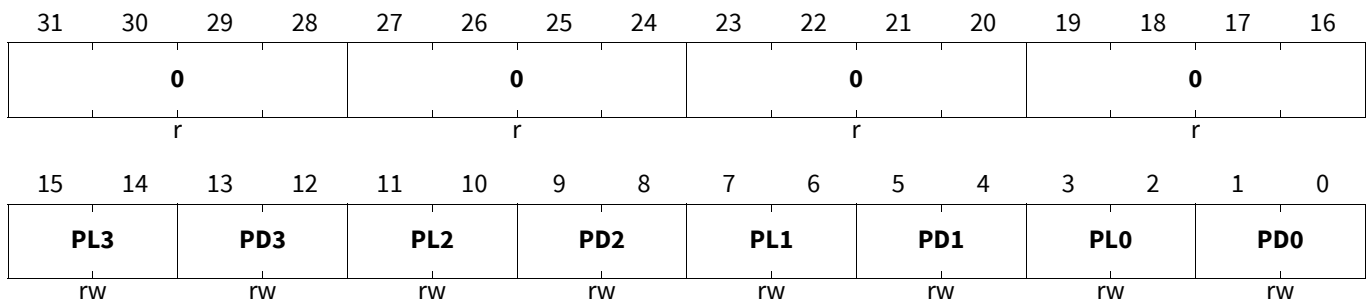 31 30 29 28 27 26 25 24 23 22 21 20 19 18 17 16
0 0 0 0
r r r r
15 14 13 12 11 10 9 8 7 6 5 4 3 2 1 0
PL3 PD3 PL2 PD2 PL1 PD1 PL0 PD0
rw rw rw rw rw rw rw rw